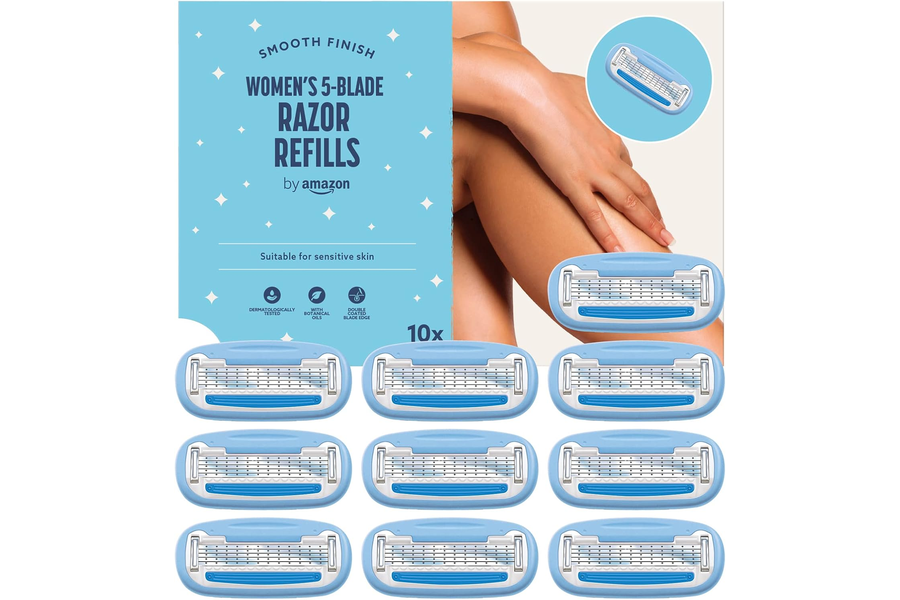 SMOOTH FINISH
WOMEN'S 5-BLADE
RAZOR
REFILLS
by amazon
Suitable for sensitive skin
DERMATOLOGICALLY
TESTED
WITH
BOTANICAL
OILS
DOUBLE
COATED
BLADE EDGE
10x